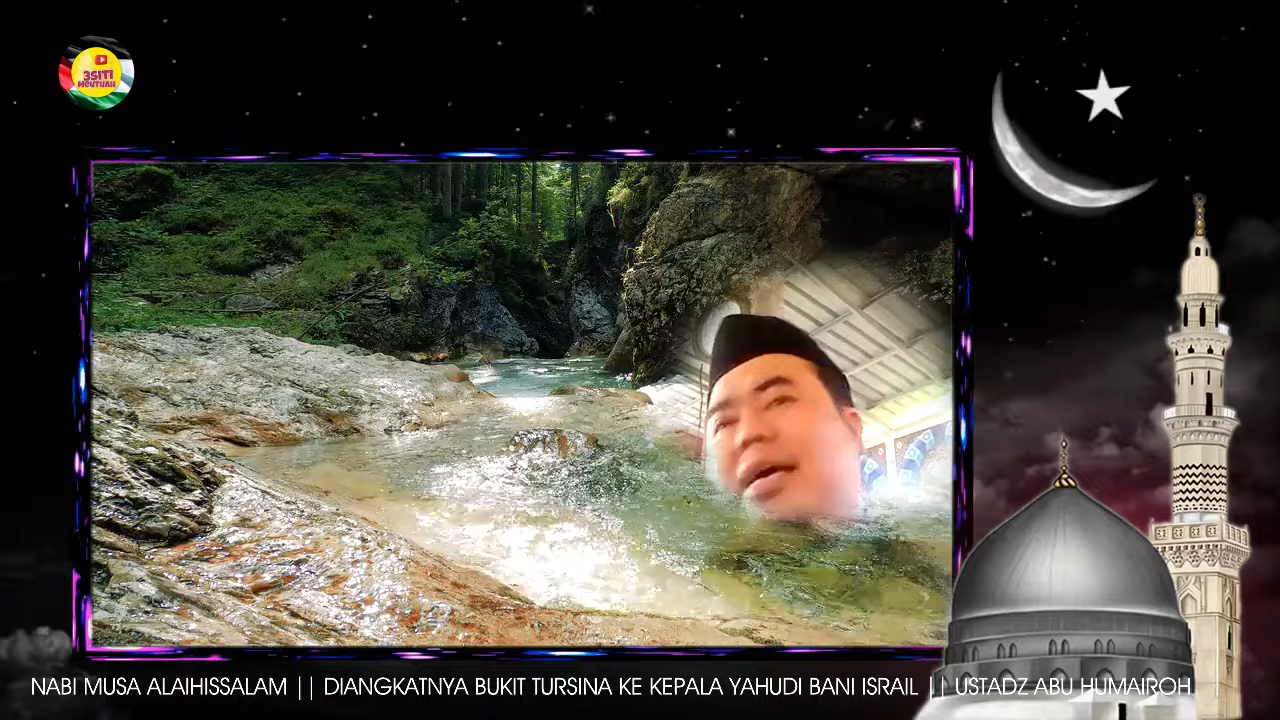 3SITI
MEUTUAH
NABI MUSA ALAIHISSALAM || DIANGKATNYA BUKIT TURSINA KE KEPALA YAHUDI BANI ISRAIL || USTADZ ABU HUMAIROH